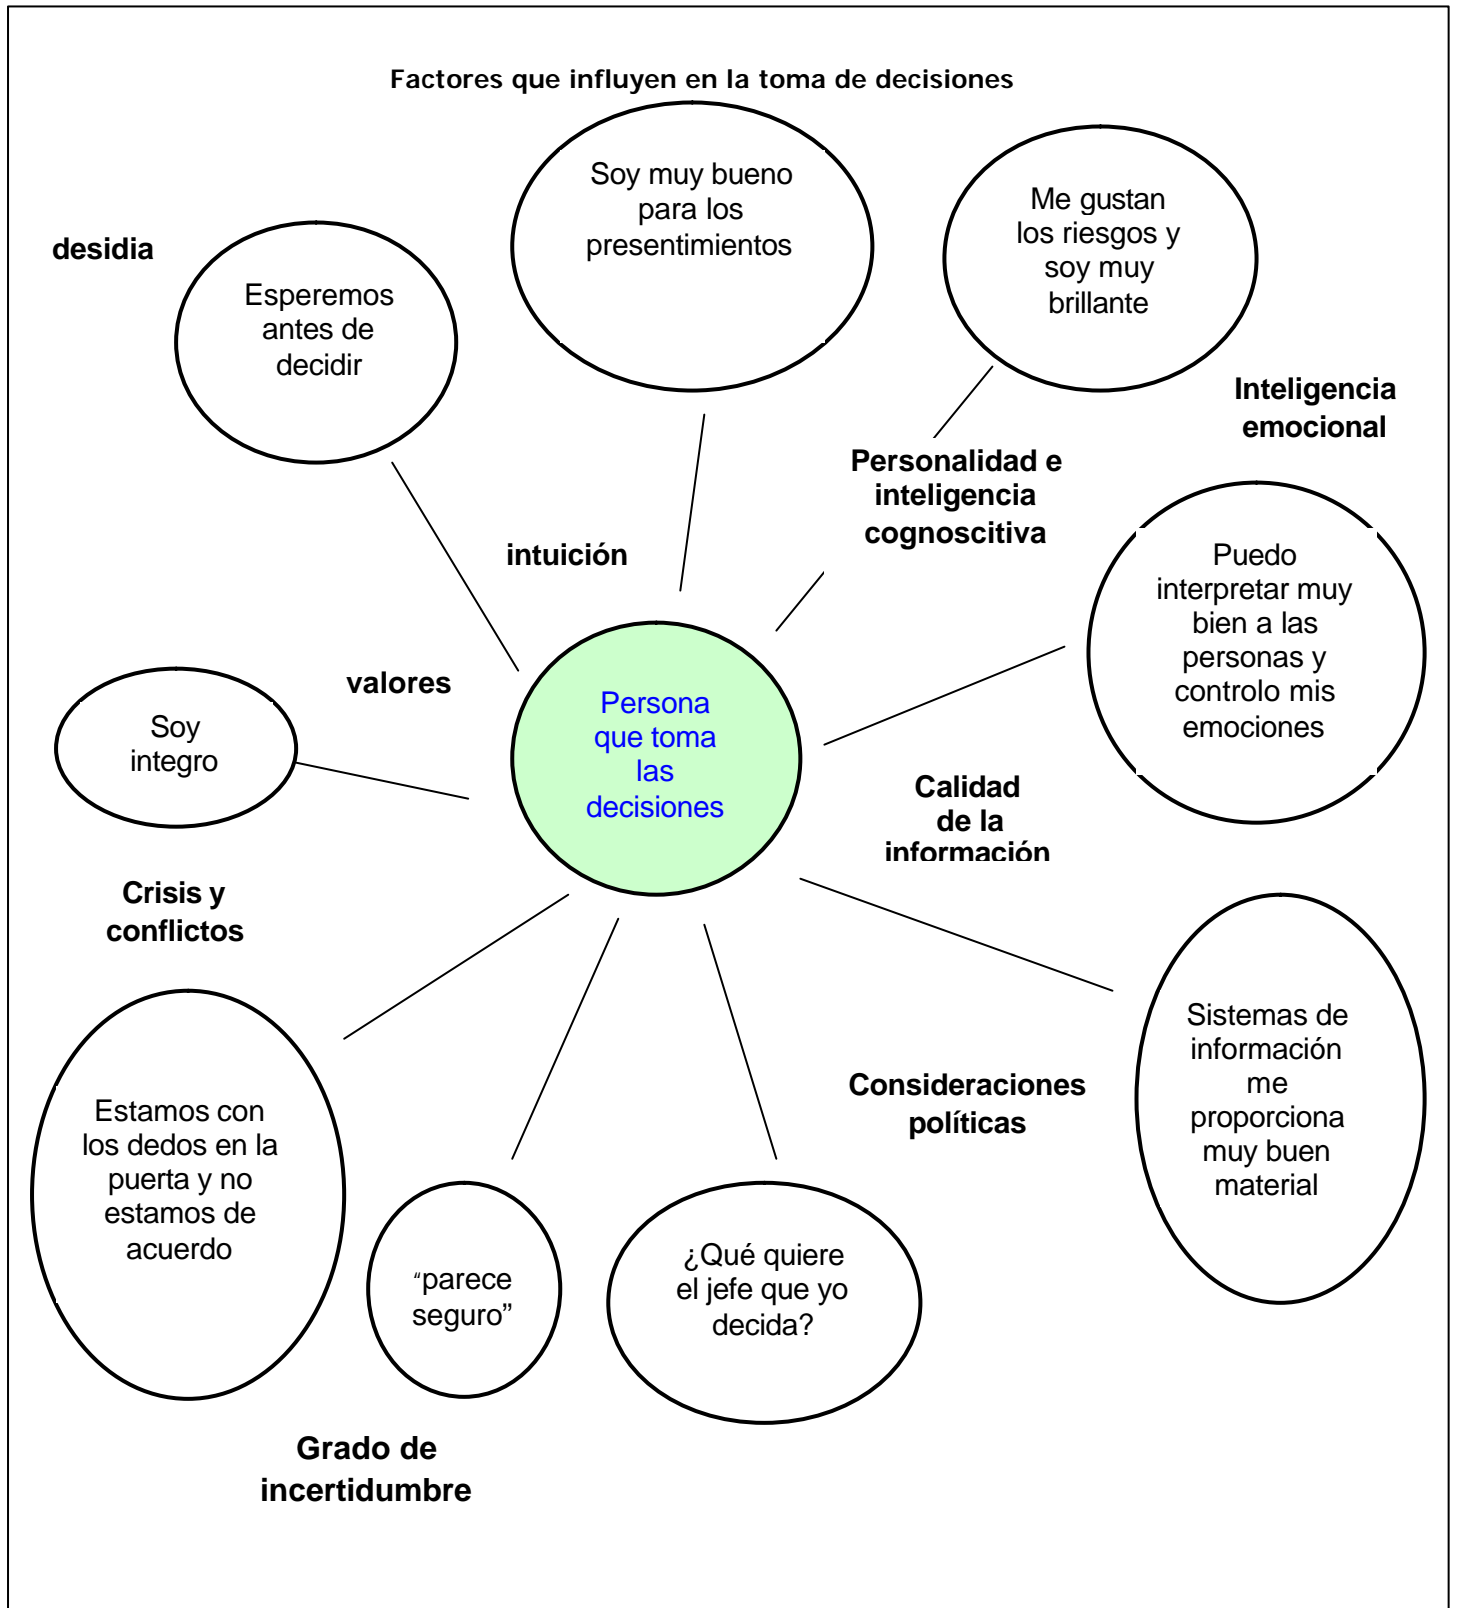 Factores que influyen en la toma de decisiones
desidia
Esperemos
antes de
decidir
Soy muy bueno
para los
presentimientos
Me gustan
los riesgos y
soy muy
brillante
Inteligencia
emocional
Personalidad e
inteligencia
cognoscitiva
intuición
Puedo
interpretar muy
bien a las
personas y
controlo mis
emociones
valores
Soy
integro
Persona
que toma
las
decisiones
Calidad
de la
información
Crisis y
conflictos
Sistemas de
información
me
proporciona
muy buen
material
Consideraciones
políticas
Estamos con
los dedos en la
puerta y no
estamos de
acuerdo
“parece
seguro”
¿Qué quiere
el jefe que yo
decida?
Grado de
incertidumbre